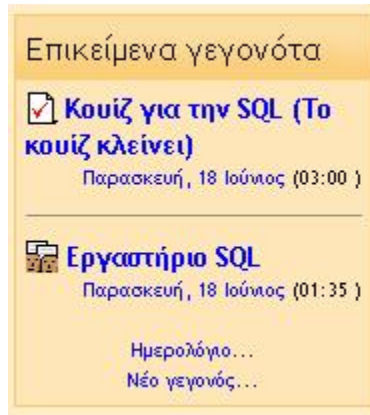 Επικείμενα γεγονότα
Κουίζ για την SQL (Το
κουίζ κλείνει)
Παρασκευή, 18 Ιούνιος (03:00 )
Εργαστήριο SQL
Παρασκευή, 18 Ιούνιος (01:35 )
Ημερολόγιο...
Νέο γεγονός...